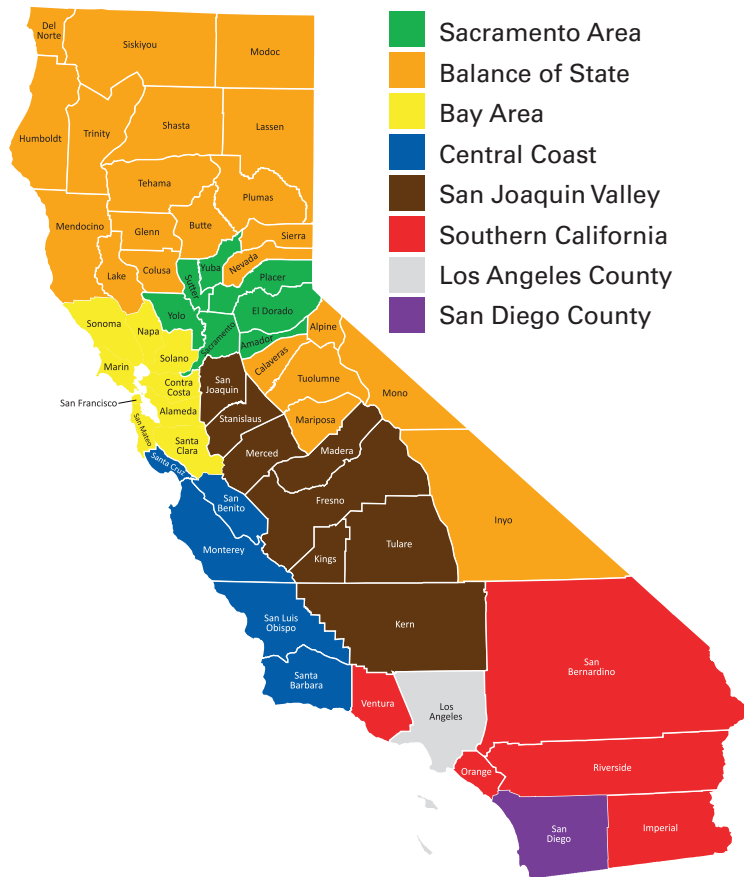 Sacramento Area
Balance of State
Bay Area
Central Coast
San Joaquin Valley
Southern California
Los Angeles County
San Diego County
Del
Norte
Siskiyou
Modoc
Humboldt
Trinity
Shasta
Lassen
Tehama
Plumas
Mendocino
Glenn
Butte
Sierra
Lake
Colusa
Sutter
Yuba
Nevada
Placer
Yolo
El Dorado
Sonoma
Napa
Sacramento
Amador
Alpine
Solano
Marin
Calaveras
Tuolumne
Mono
San Francisco
Contra
Costa
San
Joaquin
Alameda
Stanislaus
Mariposa
San Mateo
Santa
Clara
Merced
Madera
Santa Cruz
San
Benito
Fresno
Inyo
Monterey
Kings
Tulare
San Luis
Obispo
Kern
Santa
Barbara
Ventura
Los
Angeles
San
Bernardino
Orange
Riverside
San
Diego
Imperial